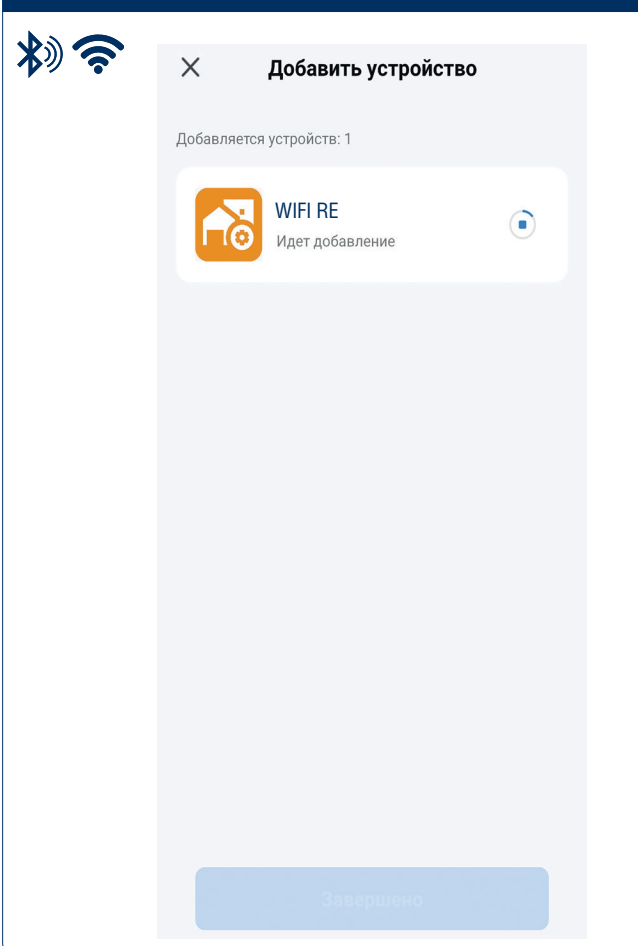 Добавить устройство
Добавляется устройств: 1
WIFI RE
Идет добавление
Завершено